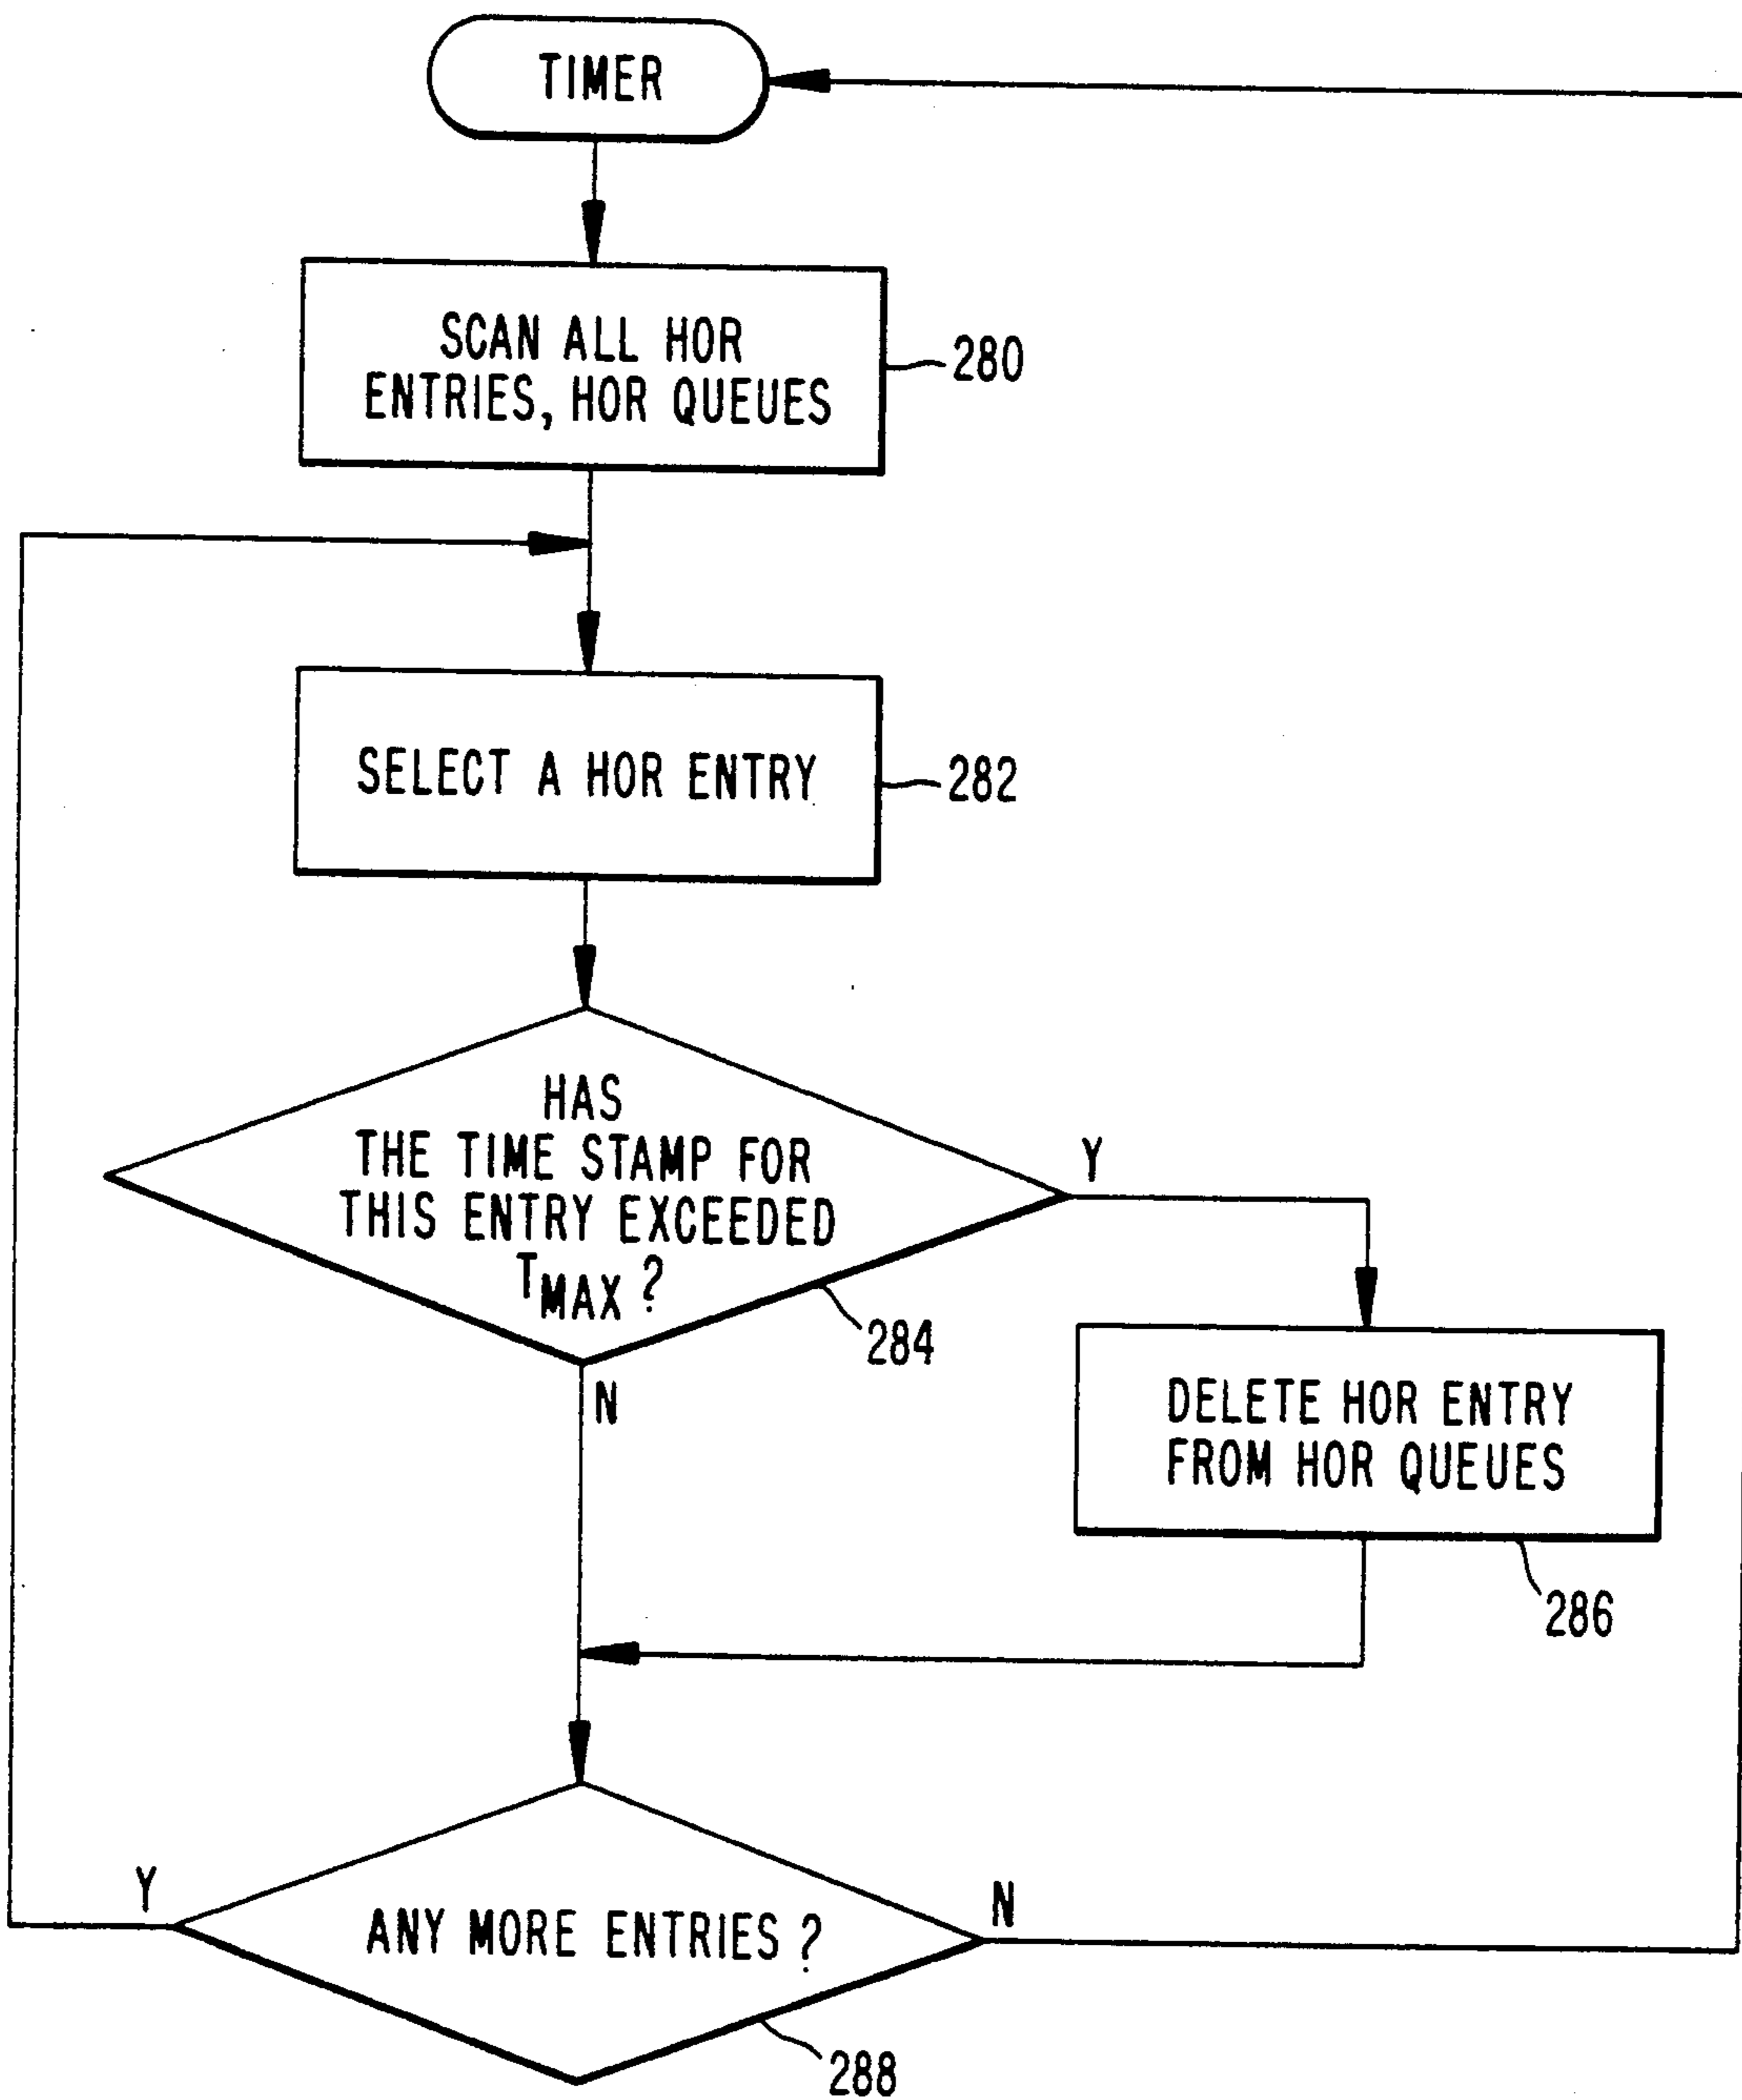 TIMER
SCAN ALL HOR
ENTRIES, HOR QUEUES
280
SELECT A HOR ENTRY
282
HAS
THE TIME STAMP FOR
THIS ENTRY EXCEEDED
TMAX ?
284
Y
N
DELETE HOR ENTRY
FROM HOR QUEUES
286
ANY MORE ENTRIES ?
Y
N
288